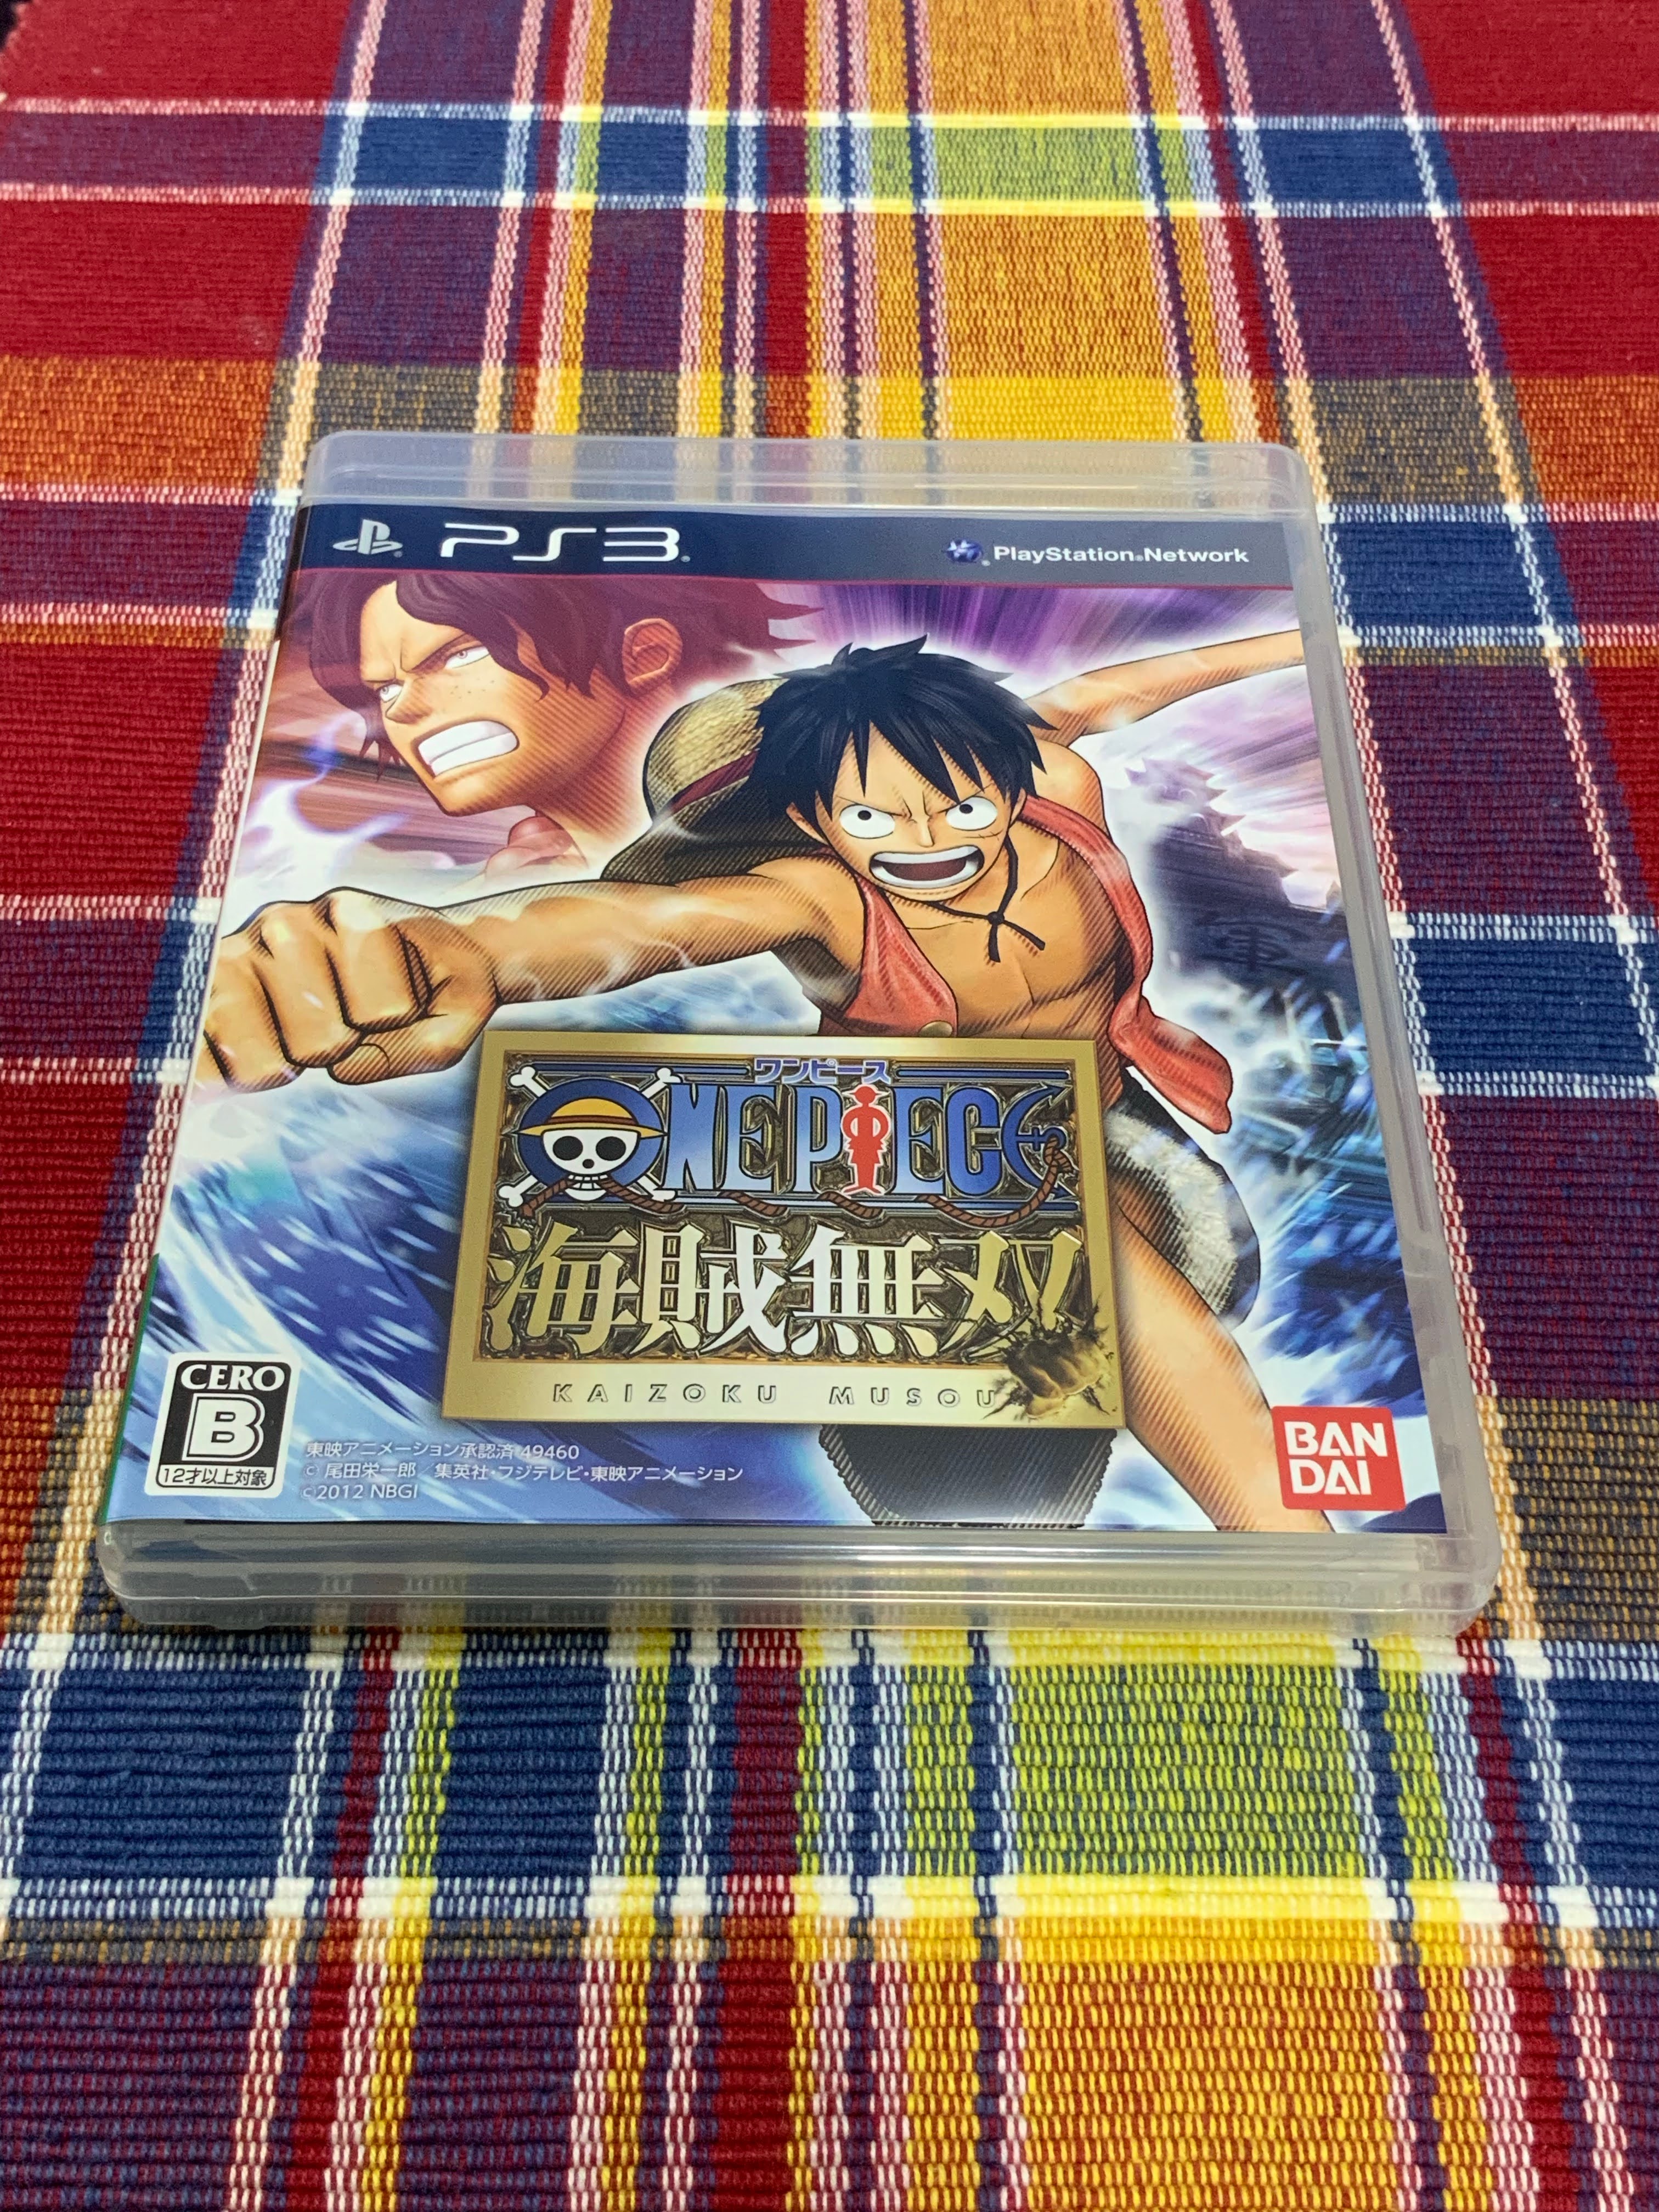 PS3
PlayStation®Network
軍
ワンピース
ONE PIECE
海賊無双
KAIZOKU MUSOU
CERO
B
12才以上対象
東映アニメーション承認済 49460
© 尾田栄一郎／集英社・フジテレビ・東映アニメーション
©2012 NBGI
BAN
DAI